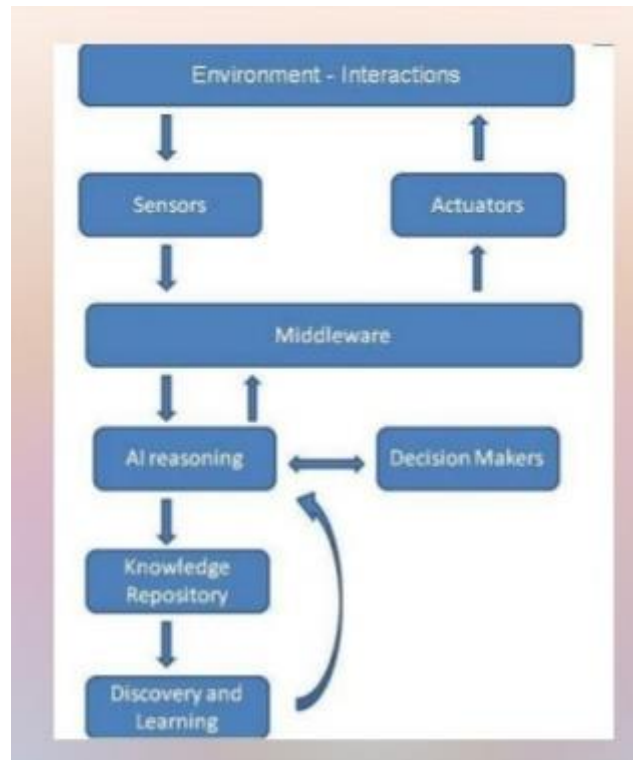 Environment - Interactions
Sensors
Actuators
Middleware
AI reasoning
Decision Makers
Knowledge
Repository
Discovery and
Learning